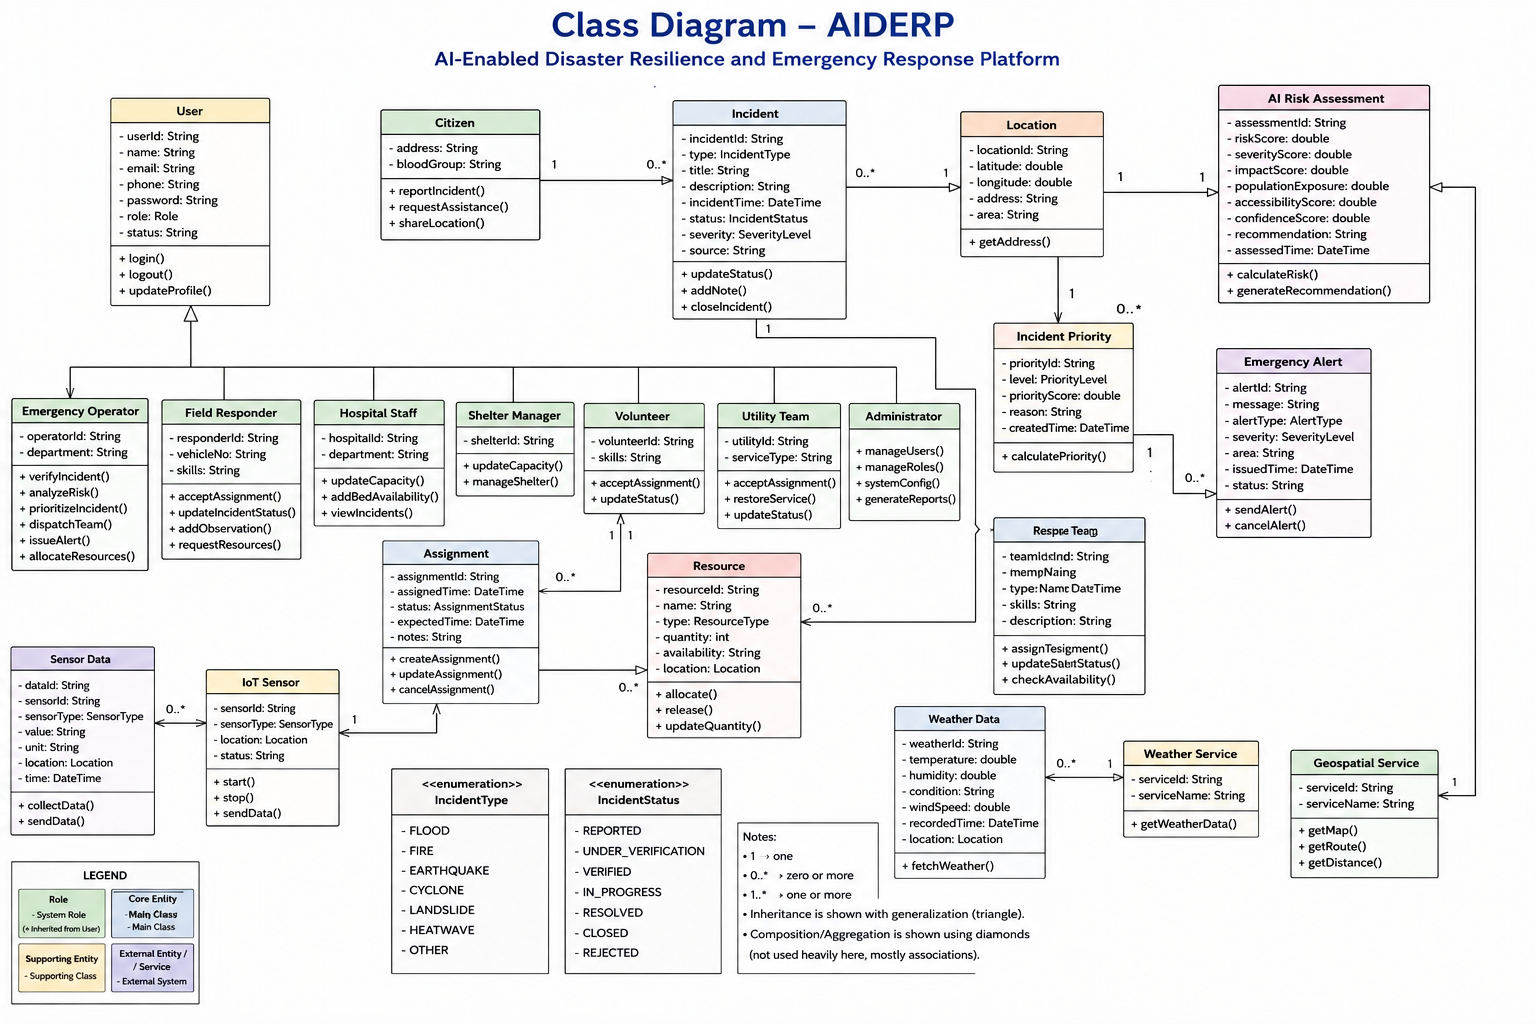 Class Diagram – AIDERP
AI-Enabled Disaster Resilience and Emergency Response Platform
User
- userId: String
- name: String
- email: String
- phone: String
- password: String
- role: Role
- status: String
+ login()
+ logout()
+ updateProfile()
Citizen
- address: String
- bloodGroup: String
+ reportIncident()
+ requestAssistance()
+ shareLocation()
1
0..*
Incident
- incidentId: String
- type: IncidentType
- title: String
- description: String
- incidentTime: DateTime
- status: IncidentStatus
- severity: SeverityLevel
- source: String
+ updateStatus()
+ addNote()
+ closeIncident()
0..*
1
1
Location
- locationId: String
- latitude: double
- longitude: double
- address: String
- area: String
+ getAddress()
1
1
1
0..*
AI Risk Assessment
- assessmentId: String
- riskScore: double
- severityScore: double
- impactScore: double
- populationExposure: double
- accessibilityScore: double
- confidenceScore: double
- recommendation: String
- assessedTime: DateTime
+ calculateRisk()
+ generateRecommendation()
Incident Priority
- priorityId: String
- level: PriorityLevel
- priorityScore: double
- reason: String
- createdTime: DateTime
+ calculatePriority()
1
0..*
Emergency Alert
- alertId: String
- message: String
- alertType: AlertType
- severity: SeverityLevel
- area: String
- issuedTime: DateTime
- status: String
+ sendAlert()
+ cancelAlert()
Emergency Operator
- operatorId: String
- department: String
+ verifyIncident()
+ analyzeRisk()
+ prioritizeIncident()
+ dispatchTeam()
+ issueAlert()
+ allocateResources()
Field Responder
- responderId: String
- vehicleNo: String
- skills: String
+ acceptAssignment()
+ updateIncidentStatus()
+ addObservation()
+ requestResources()
Hospital Staff
- hospitalId: String
- department: String
+ updateCapacity()
+ addBedAvailability()
+ viewIncidents()
Shelter Manager
- shelterId: String
+ updateCapacity()
+ manageShelter()
Volunteer
- volunteerId: String
- skills: String
+ acceptAssignment()
+ updateStatus()
Utility Team
- utilityId: String
- serviceType: String
+ acceptAssignment()
+ restoreService()
+ updateStatus()
Administrator
+ manageUsers()
+ manageRoles()
+ systemConfig()
+ generateReports()
1 1
0..*
Assignment
- assignmentId: String
- assignedTime: DateTime
- status: AssignmentStatus
- expectedTime: DateTime
- notes: String
+ createAssignment()
+ updateAssignment()
+ cancelAssignment()
0..*
Resource
- resourceId: String
- name: String
- type: ResourceType
- quantity: int
- availability: String
- location: Location
+ allocate()
+ release()
+ updateQuantity()
0..*
Team
String
- type:
DateTime
- skills: String
- description: String
+ checkAvailability()
Sensor Data
- dataId: String
- sensorId: String
- sensorType: SensorType
- value: String
- unit: String
- location: Location
- time: DateTime
+ collectData()
+ sendData()
0..*
IoT Sensor
- sensorId: String
- sensorType: SensorType
- location: Location
- status: String
+ start()
+ stop()
+ sendData()
1
Weather Data
- weatherId: String
- temperature: double
- humidity: double
- condition: String
- windSpeed: double
- recordedTime: DateTime
- location: Location
+ fetchWeather()
0..*
1
Weather Service
- serviceId: String
- serviceName: String
+ getWeatherData()
Geospatial Service
- serviceId: String
- serviceName: String
+ getMap()
+ getRoute()
+ getDistance()
1
<<enumeration>>
IncidentType
- FLOOD
- FIRE
- EARTHQUAKE
- CYCLONE
- LANDSLIDE
- HEATWAVE
- OTHER
<<enumeration>>
IncidentStatus
- REPORTED
- UNDER_VERIFICATION
- VERIFIED
- IN_PROGRESS
- RESOLVED
- CLOSED
- REJECTED
Notes:
• 1 → one
• 0..* → zero or more
• 1..* → one or more
• Inheritance is shown with generalization (triangle).
• Composition/Aggregation is shown using diamonds
(not used heavily here, mostly associations).
LEGEND
Role
- System Role
(+ Inherited from User)
Core Entity
- Main Class
- Main Class
Supporting Entity
- Supporting Class
External Entity /
/ Service
- External System